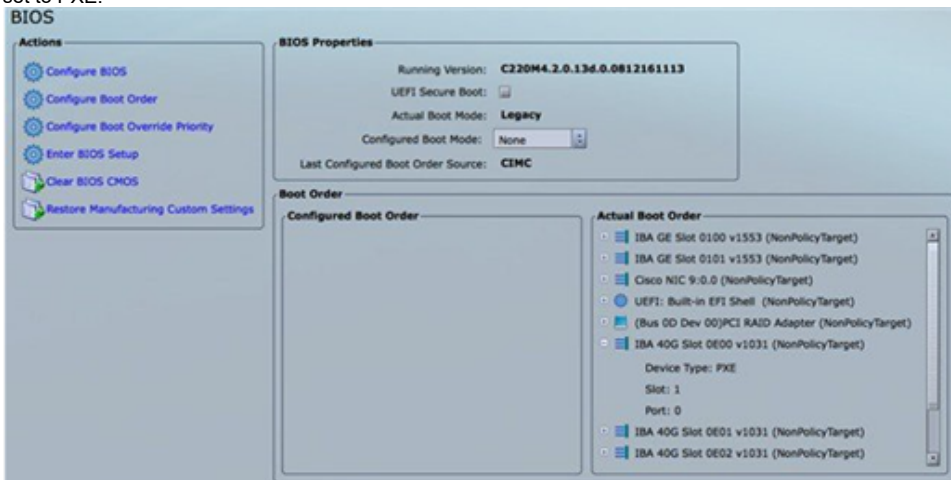 BIOS
Actions
Configure BIOS
Configure Boot Order
Configure Boot Override Priority
Enter BIOS Setup
Clear BIOS CMOS
Restore Manufacturing Custom Settings
BIOS Properties
Running Version: C220M4.2.0.13d.0.0812161113
UEFI Secure Boot:
Actual Boot Mode: Legacy
Configured Boot Mode: None
Last Configured Boot Order Source: CIMC
Boot Order
Configured Boot Order
Actual Boot Order
IBA GE Slot 0100 v1553 (NonPolicyTarget)
IBA GE Slot 0101 v1553 (NonPolicyTarget)
Cisco NIC 9:0.0 (NonPolicyTarget)
UEFI: Built-in EFI Shell (NonPolicyTarget)
(Bus 0D Dev 00)PCI RAID Adapter (NonPolicyTarget)
IBA 40G Slot 0E00 v1031 (NonPolicyTarget)
Device Type: PXE
Slot: 1
Port: 0
IBA 40G Slot 0E01 v1031 (NonPolicyTarget)
IBA 40G Slot 0E02 v1031 (NonPolicyTarget)